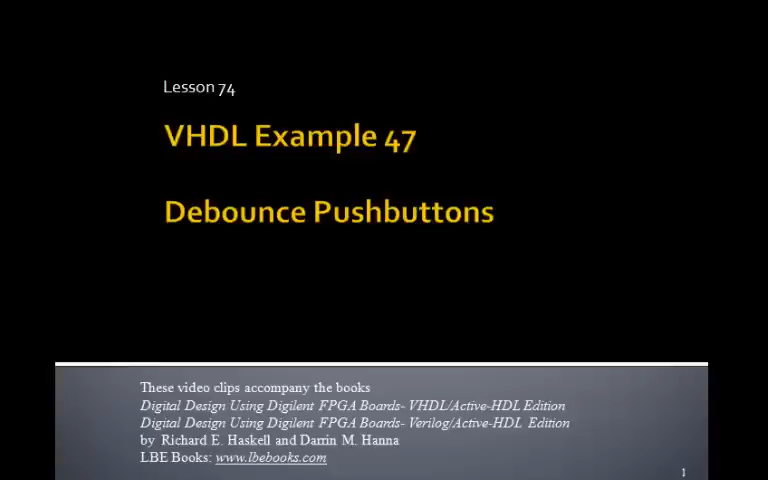 Lesson 74
VHDL Example 47
Debounce Pushbuttons
These video clips accompany the books
Digital Design Using Digilent FPGA Boards- VHDL/Active-HDL Edition
Digital Design Using Digilent FPGA Boards- Verilog/Active-HDL Edition
by Richard E. Haskell and Darrin M. Hanna
LBE Books: www.lbebooks.com
1